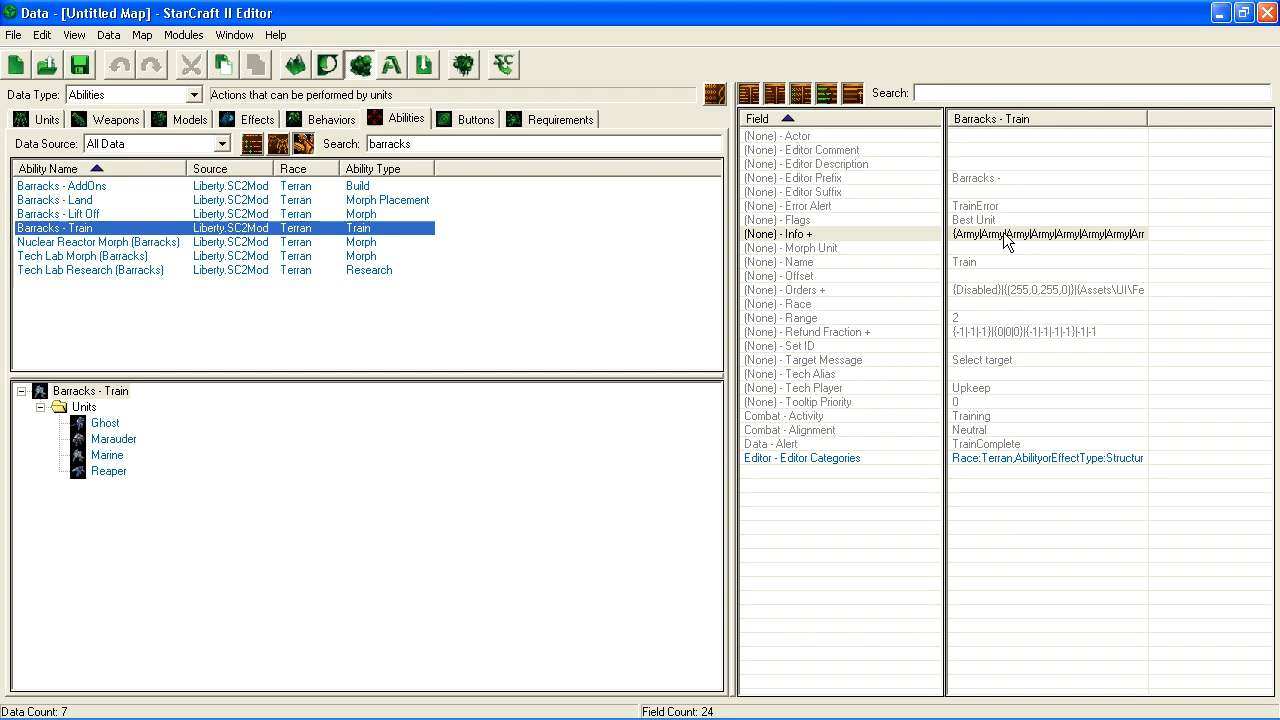 Data - [Untitled Map] - StarCraft II Editor
File Edit View Data Map Modules Window Help
Data Type: Abilities Actions that can be performed by units
Search:
Units Weapons Models Effects Behaviors Abilities Buttons Requirements
Data Source: All Data Search: barracks
Ability Name Source Race Ability Type
Barracks - AddOns Liberty.SC2Mod Terran Build
Barracks - Land Liberty.SC2Mod Terran Morph Placement
Barracks - Lift Off Liberty.SC2Mod Terran Morph
Barracks - Train Liberty.SC2Mod Terran Train
Nuclear Reactor Morph (Barracks) Liberty.SC2Mod Terran Morph
Tech Lab Morph (Barracks) Liberty.SC2Mod Terran Morph
Tech Lab Research (Barracks) Liberty.SC2Mod Terran Research
Barracks - Train
Units
Ghost
Marauder
Marine
Reaper
Field Barracks - Train
(None) - Actor
(None) - Editor Comment
(None) - Editor Description
(None) - Editor Prefix Barracks -
(None) - Editor Suffix
(None) - Error Alert TrainError
(None) - Flags Best Unit
(None) - Info + {Army|Army|Army|Army|Army|Army|Army|Arr
(None) - Morph Unit
(None) - Name Train
(None) - Offset
(None) - Orders + {Disabled}|{(255,0,255,0)}|{Assets\UI\Fe
(None) - Race
(None) - Range 2
(None) - Refund Fraction + {-1|-1|-1}|{0|0|0}|{-1|-1|-1|-1}|-1|-1
(None) - Set ID
(None) - Target Message Select target
(None) - Tech Alias
(None) - Tech Player Upkeep
(None) - Tooltip Priority 0
Combat - Activity Training
Combat - Alignment Neutral
Data - Alert TrainComplete
Editor - Editor Categories Race:Terran,AbilityorEffectType:Structur
Data Count: 7 Field Count: 24